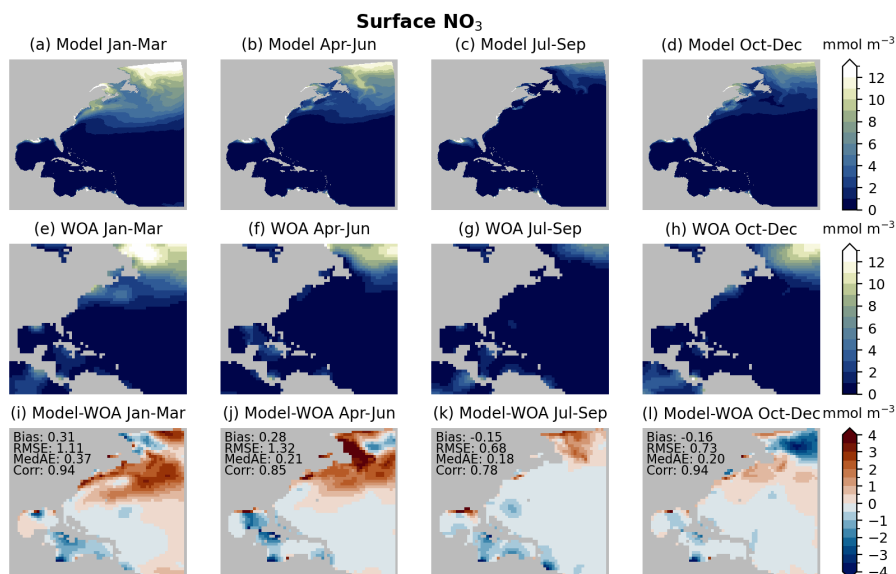 Surface NO₃
(a) Model Jan-Mar (b) Model Apr-Jun (c) Model Jul-Sep (d) Model Oct-Dec mmol m⁻³
12
10
8
6
4
2
0
(e) WOA Jan-Mar (f) WOA Apr-Jun (g) WOA Jul-Sep (h) WOA Oct-Dec mmol m⁻³
12
10
8
6
4
2
0
(i) Model-WOA Jan-Mar (j) Model-WOA Apr-Jun (k) Model-WOA Jul-Sep (l) Model-WOA Oct-Dec mmol m⁻³
Bias: 0.31
RMSE: 1.11
MedAE: 0.37
Corr: 0.94
Bias: 0.28
RMSE: 1.32
MedAE: 0.21
Corr: 0.85
Bias: -0.15
RMSE: 0.68
MedAE: 0.18
Corr: 0.78
Bias: -0.16
RMSE: 0.73
MedAE: 0.20
Corr: 0.94
4
3
2
1
0
−1
−2
−3
−4